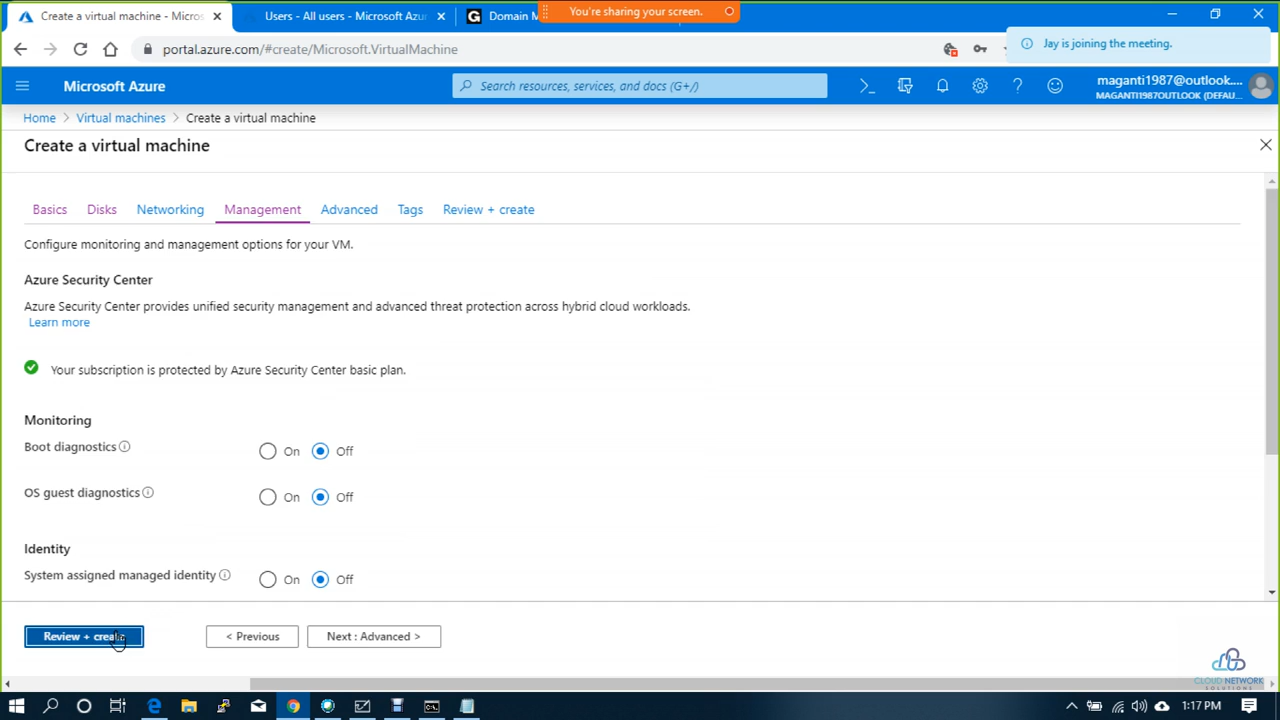 Create a virtual machine - Micros
Users - All users - Microsoft Azu
G
Domain M
You're sharing your screen.
portal.azure.com/#create/Microsoft.VirtualMachine
Jay is joining the meeting.
Microsoft Azure
Search resources, services, and docs (G+/)
maganti1987@outlook....
MAGANTI1987OUTLOOK (DEFAU...
Home > Virtual machines > Create a virtual machine
Create a virtual machine
Basics Disks Networking Management Advanced Tags Review + create
Configure monitoring and management options for your VM.
Azure Security Center
Azure Security Center provides unified security management and advanced threat protection across hybrid cloud workloads.
Learn more
Your subscription is protected by Azure Security Center basic plan.
Monitoring
Boot diagnostics On Off
OS guest diagnostics On Off
Identity
System assigned managed identity On Off
Review + create < Previous Next : Advanced >
CLOUD NETWORK
SOLUTIONS
1:17 PM